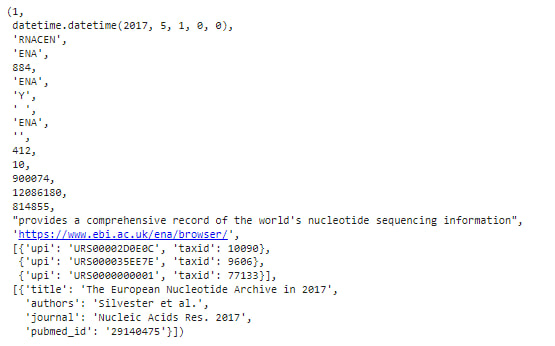 (1,
datetime.datetime(2017, 5, 1, 0, 0),
'RNACEN',
'ENA',
884,
'ENA',
'Y',
' ',
'ENA',
'',
412,
10,
900074,
12086180,
814855,
"provides a comprehensive record of the world's nucleotide sequencing information",
'https://www.ebi.ac.uk/ena/browser/',
[{'upi': 'URS00002D0E0C', 'taxid': 10090},
{'upi': 'URS000035EE7E', 'taxid': 9606},
{'upi': 'URS0000000001', 'taxid': 77133}],
[{'title': 'The European Nucleotide Archive in 2017',
'authors': 'Silvester et al.',
'journal': 'Nucleic Acids Res. 2017',
'pubmed_id': '29140475'}])